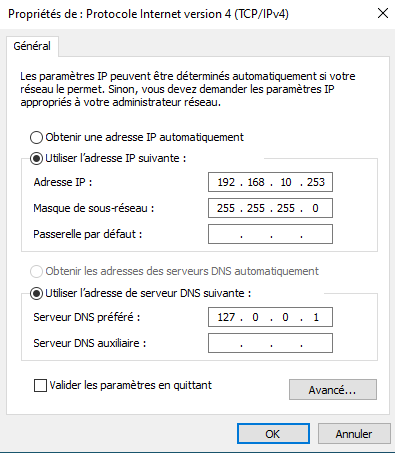 Propriétés de : Protocole Internet version 4 (TCP/IPv4)
Général
Les paramètres IP peuvent être déterminés automatiquement si votre
réseau le permet. Sinon, vous devez demander les paramètres IP
appropriés à votre administrateur réseau.
Obtenir une adresse IP automatiquement
Utiliser l'adresse IP suivante :
Adresse IP : 192 . 168 . 10 . 253
Masque de sous-réseau : 255 . 255 . 255 . 0
Passerelle par défaut : . . .
Obtenir les adresses des serveurs DNS automatiquement
Utiliser l'adresse de serveur DNS suivante :
Serveur DNS préféré : 127 . 0 . 0 . 1
Serveur DNS auxiliaire : . . .
Valider les paramètres en quittant
Avancé...
OK Annuler